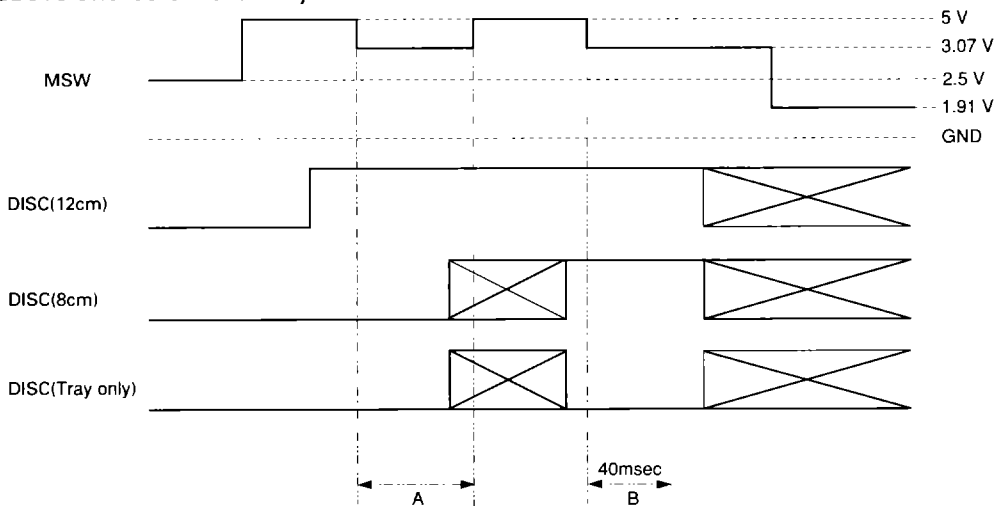 5 V
3.07 V
MSW
2.5 V
1.91 V
GND
DISC(12cm)
DISC(8cm)
DISC(Tray only)
40msec
A
B